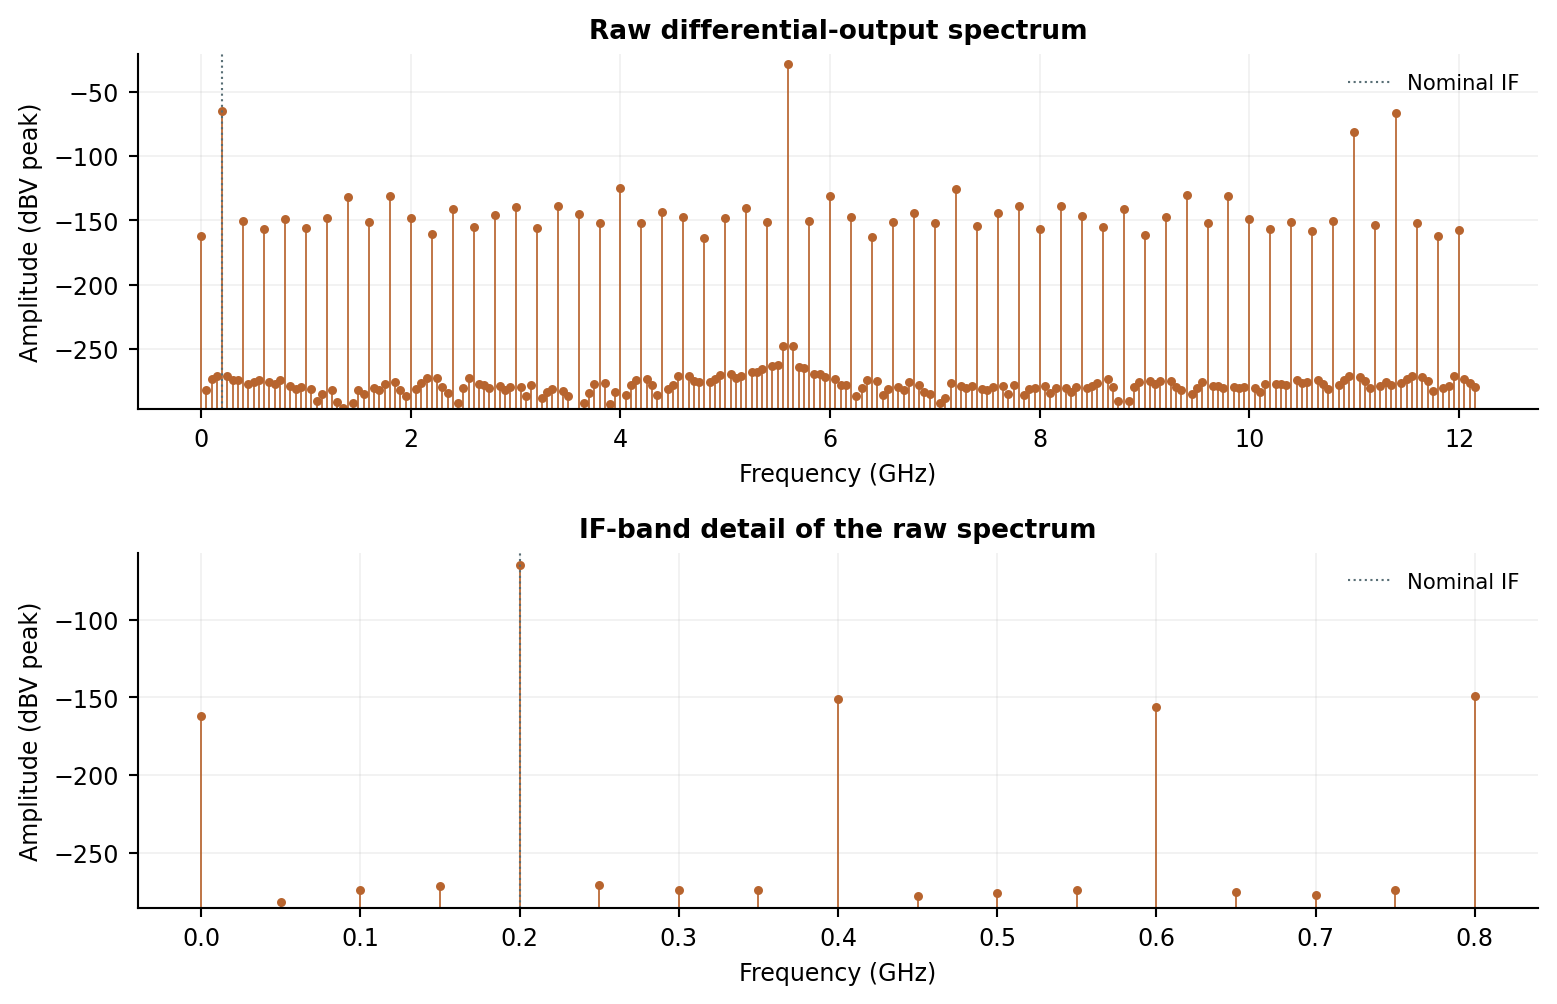 Raw differential-output spectrum
Amplitude (dBV peak)
−50
−100
−150
−200
−250
Nominal IF
0 2 4 6 8 10 12
Frequency (GHz)
IF-band detail of the raw spectrum
Amplitude (dBV peak)
−100
−150
−200
−250
Nominal IF
0.0 0.1 0.2 0.3 0.4 0.5 0.6 0.7 0.8
Frequency (GHz)